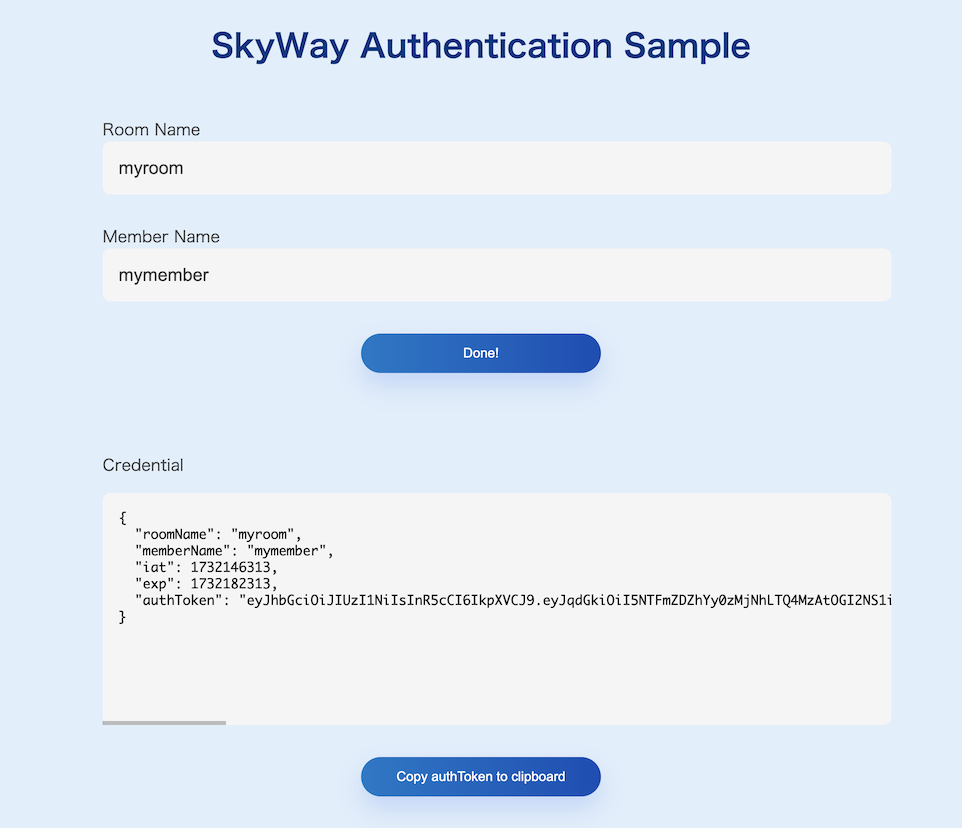 SkyWay Authentication Sample
Room Name
myroom
Member Name
mymember
Done!
Credential
{
"roomName": "myroom",
"memberName": "mymember",
"iat": 1732146313,
"exp": 1732182313,
"authToken": "eyJhbGciOiJIUzI1NiIsInR5cCI6IkpXVCJ9.eyJqdGkiOiI5NTFmZDZhYy0zMjNhLTQ4MzAtOGI2NS1i
}
Copy authToken to clipboard